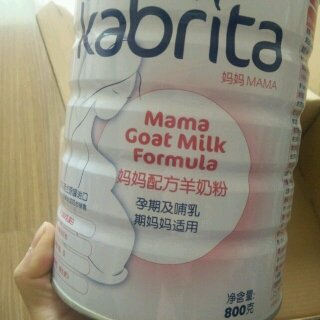 kabrita
妈妈 MAMA
Mama
Goat Milk
Formula
妈妈配方羊奶粉
孕期及哺乳
期妈妈适用
净含量:
800克